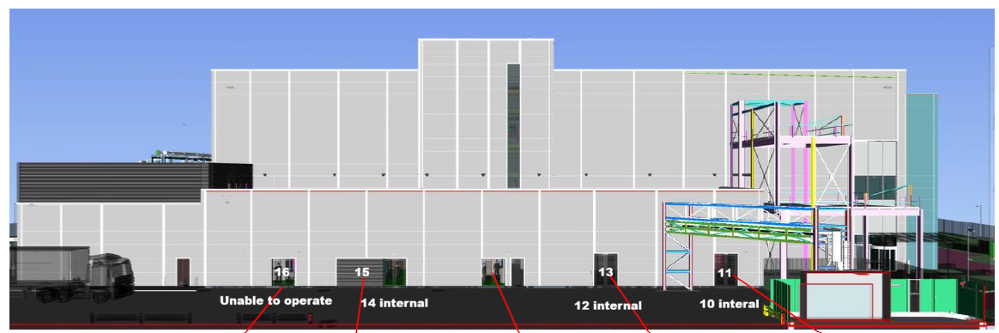 16
15
13
11
Unable to operate
14 internal
12 internal
10 interal